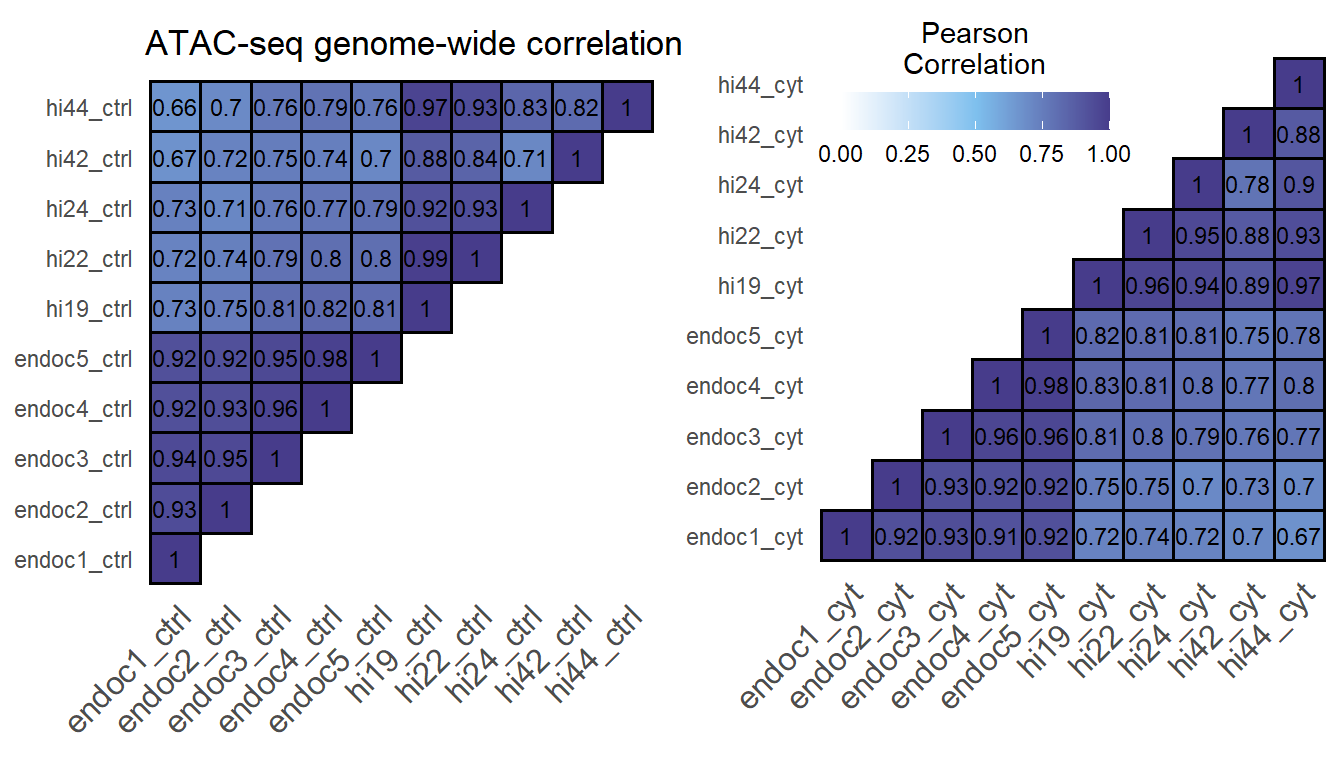 ATAC-seq genome-wide correlation
hi44_ctrl 0.66 0.7 0.76 0.79 0.76 0.97 0.93 0.83 0.82 1
hi42_ctrl 0.67 0.72 0.75 0.74 0.7 0.88 0.84 0.71 1
hi24_ctrl 0.73 0.71 0.76 0.77 0.79 0.92 0.93 1
hi22_ctrl 0.72 0.74 0.79 0.8 0.8 0.99 1
hi19_ctrl 0.73 0.75 0.81 0.82 0.81 1
endoc5_ctrl 0.92 0.92 0.95 0.98 1
endoc4_ctrl 0.92 0.93 0.96 1
endoc3_ctrl 0.94 0.95 1
endoc2_ctrl 0.93 1
endoc1_ctrl 1
endoc1_ctrl
endoc2_ctrl
endoc3_ctrl
endoc4_ctrl
endoc5_ctrl
hi19_ctrl
hi22_ctrl
hi24_ctrl
hi42_ctrl
hi44_ctrl
Pearson
Correlation
0.00 0.25 0.50 0.75 1.00
hi44_cyt 1
hi42_cyt 1 0.88
hi24_cyt 1 0.78 0.9
hi22_cyt 1 0.95 0.88 0.93
hi19_cyt 1 0.96 0.94 0.89 0.97
endoc5_cyt 1 0.82 0.81 0.81 0.75 0.78
endoc4_cyt 1 0.98 0.83 0.81 0.8 0.77 0.8
endoc3_cyt 1 0.96 0.96 0.81 0.8 0.79 0.76 0.77
endoc2_cyt 1 0.93 0.92 0.92 0.75 0.75 0.7 0.73 0.7
endoc1_cyt 1 0.92 0.93 0.91 0.92 0.72 0.74 0.72 0.7 0.67
endoc1_cyt
endoc2_cyt
endoc3_cyt
endoc4_cyt
endoc5_cyt
hi19_cyt
hi22_cyt
hi24_cyt
hi42_cyt
hi44_cyt